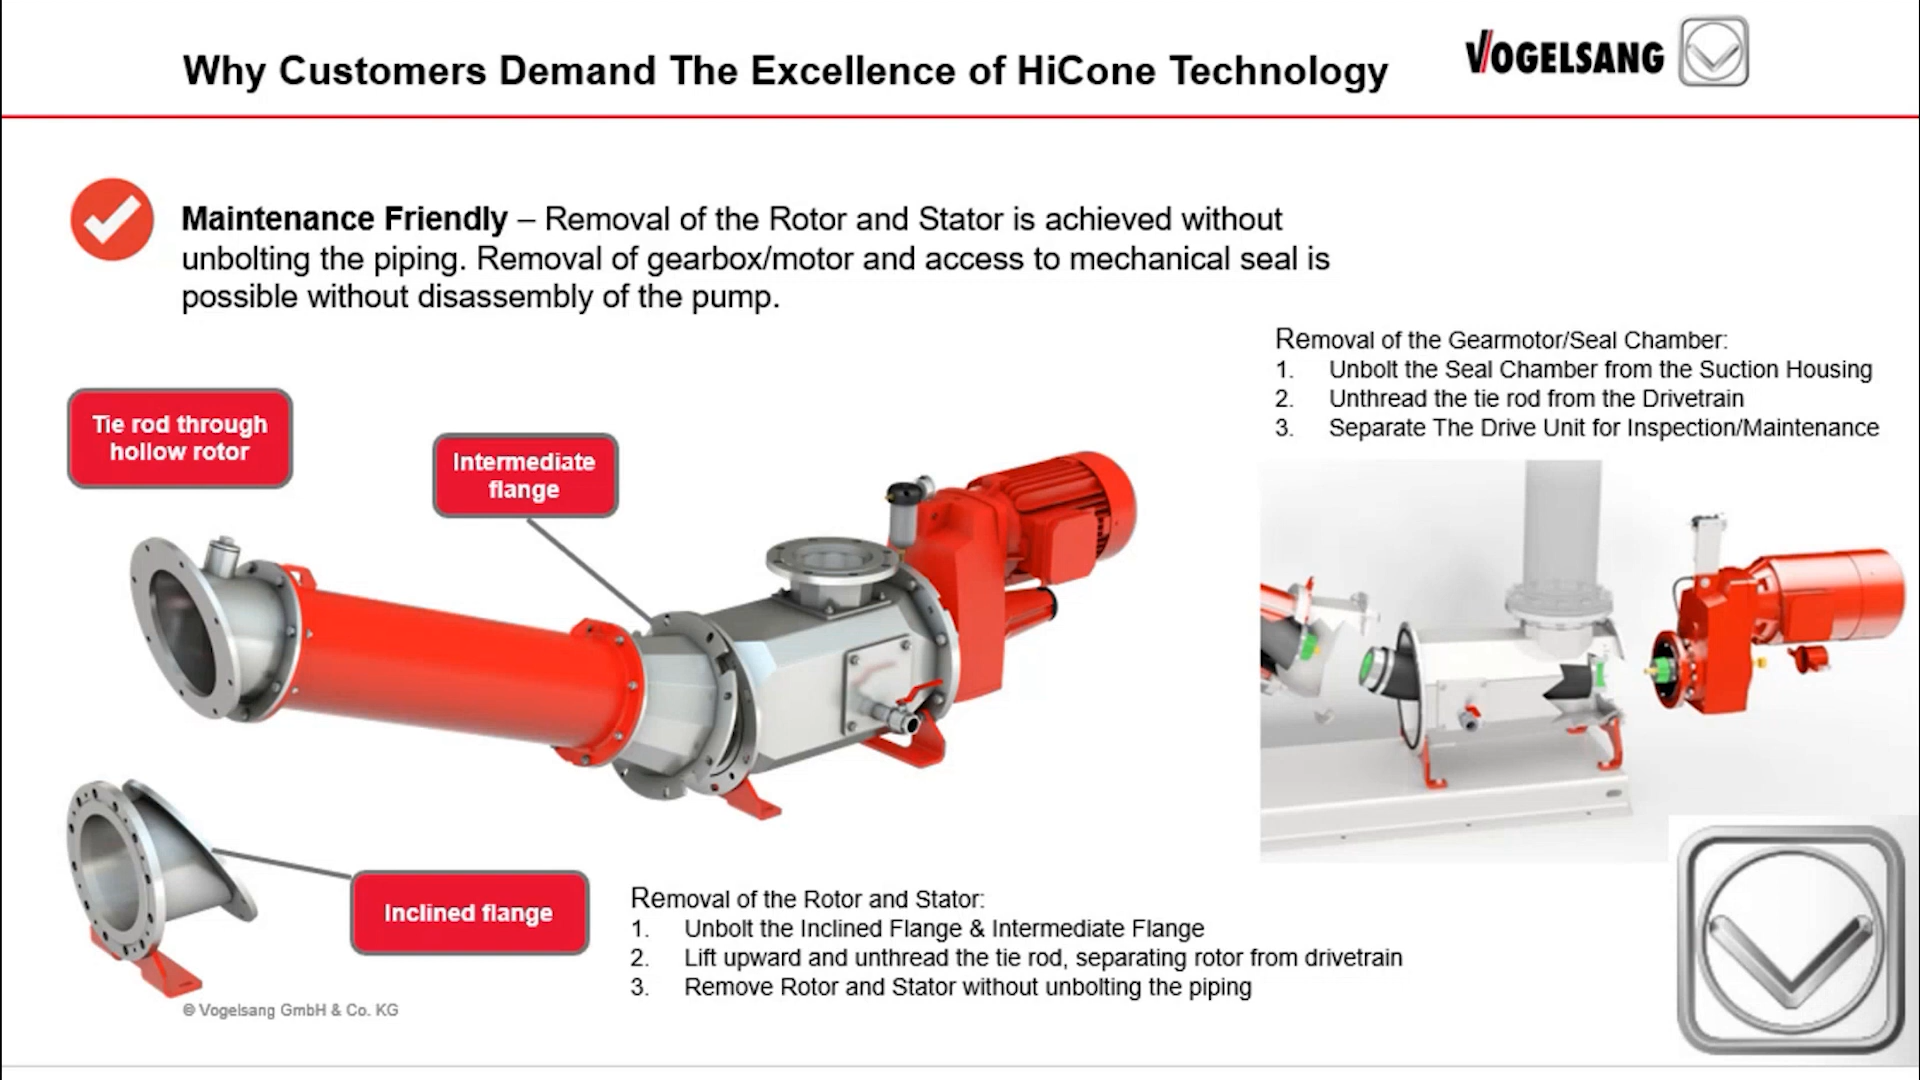 Why Customers Demand The Excellence of HiCone Technology
VOGELSANG
Maintenance Friendly – Removal of the Rotor and Stator is achieved without
unbolting the piping. Removal of gearbox/motor and access to mechanical seal is
possible without disassembly of the pump.
Removal of the Gearmotor/Seal Chamber:
1. Unbolt the Seal Chamber from the Suction Housing
2. Unthread the tie rod from the Drivetrain
3. Separate The Drive Unit for Inspection/Maintenance
Tie rod through
hollow rotor
Intermediate
flange
Inclined flange
Removal of the Rotor and Stator:
1. Unbolt the Inclined Flange & Intermediate Flange
2. Lift upward and unthread the tie rod, separating rotor from drivetrain
3. Remove Rotor and Stator without unbolting the piping
© Vogelsang GmbH & Co. KG